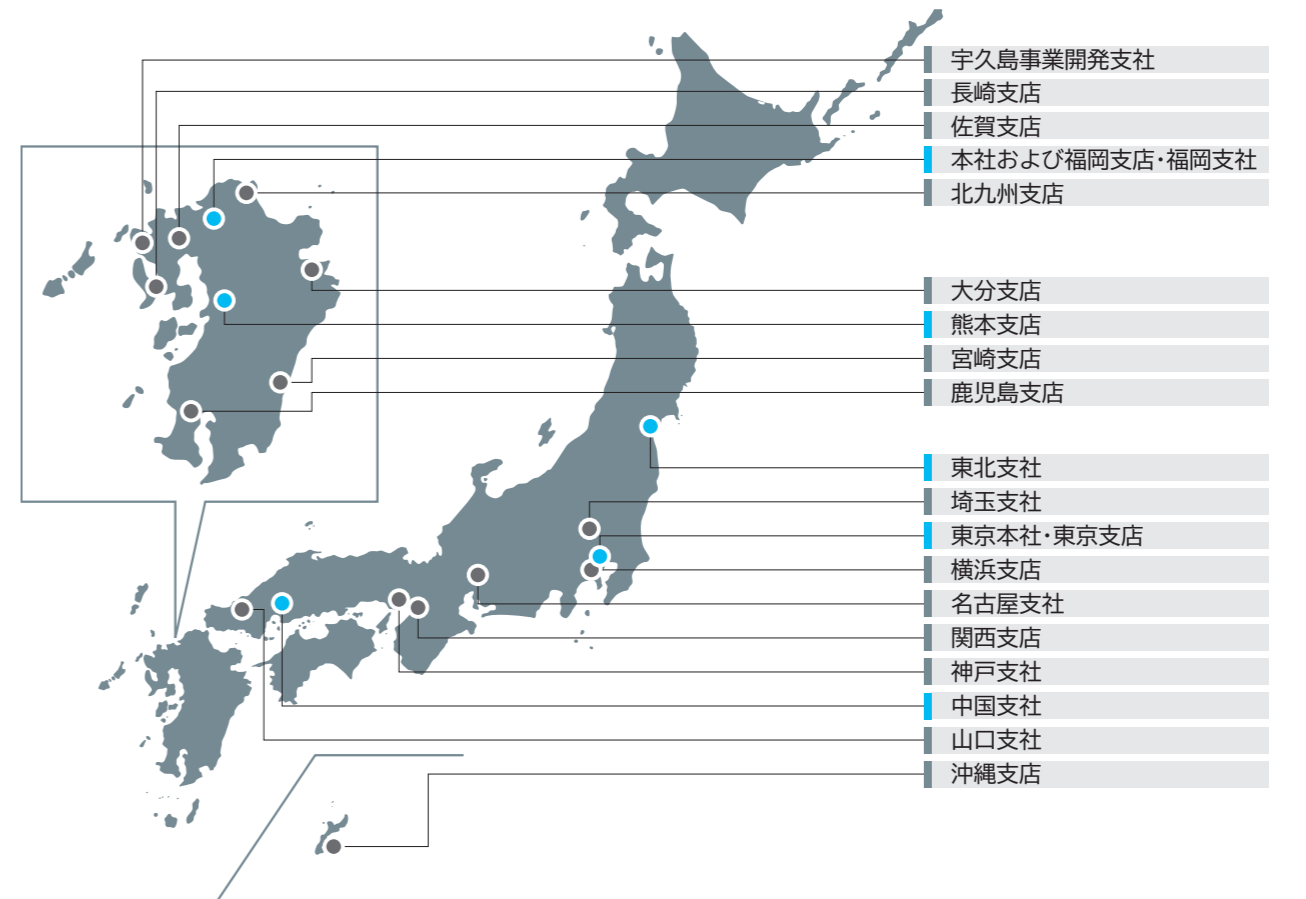 宇久島事業開発支社
長崎支店
佐賀支店
本社および福岡支店・福岡支社
北九州支店
大分支店
熊本支店
宮崎支店
鹿児島支店
東北支社
埼玉支社
東京本社・東京支店
横浜支店
名古屋支社
関西支店
神戸支社
中国支社
山口支社
沖縄支店